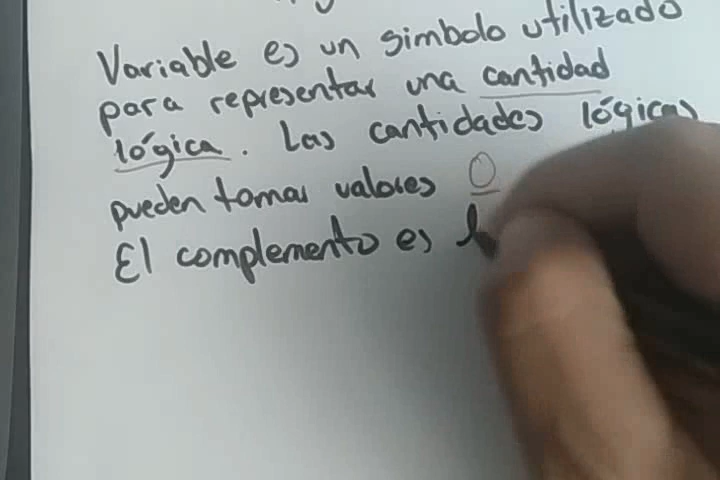 Variable es un simbolo utilizado
para representar una cantidad
lógica. Las cantidades lógicas
pueden tomar valores 0
El complemento es